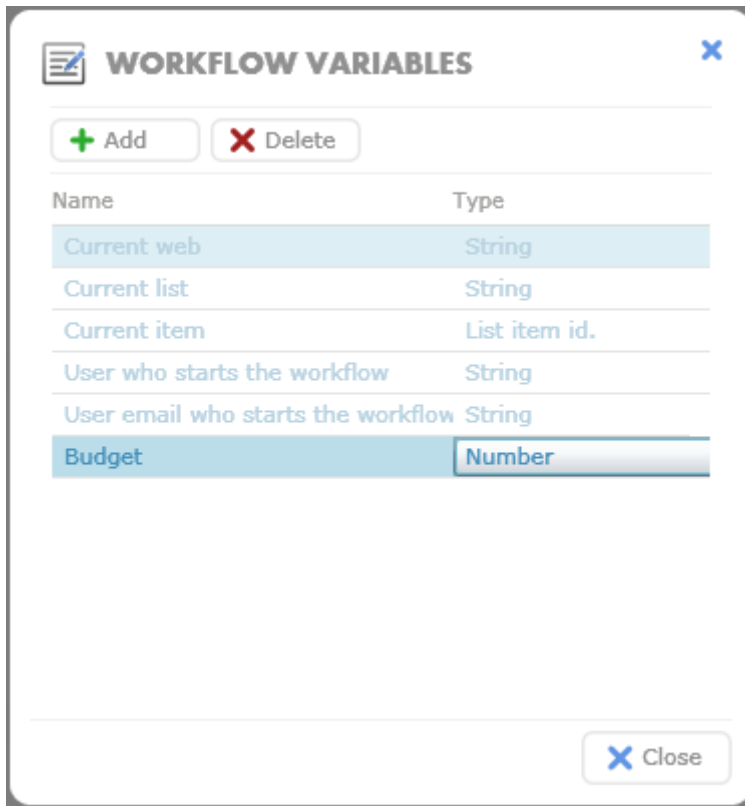 WORKFLOW VARIABLES
Add Delete
Name Type
Current web String
Current list String
Current item List item id.
User who starts the workflow String
User email who starts the workflow String
Budget Number
Close